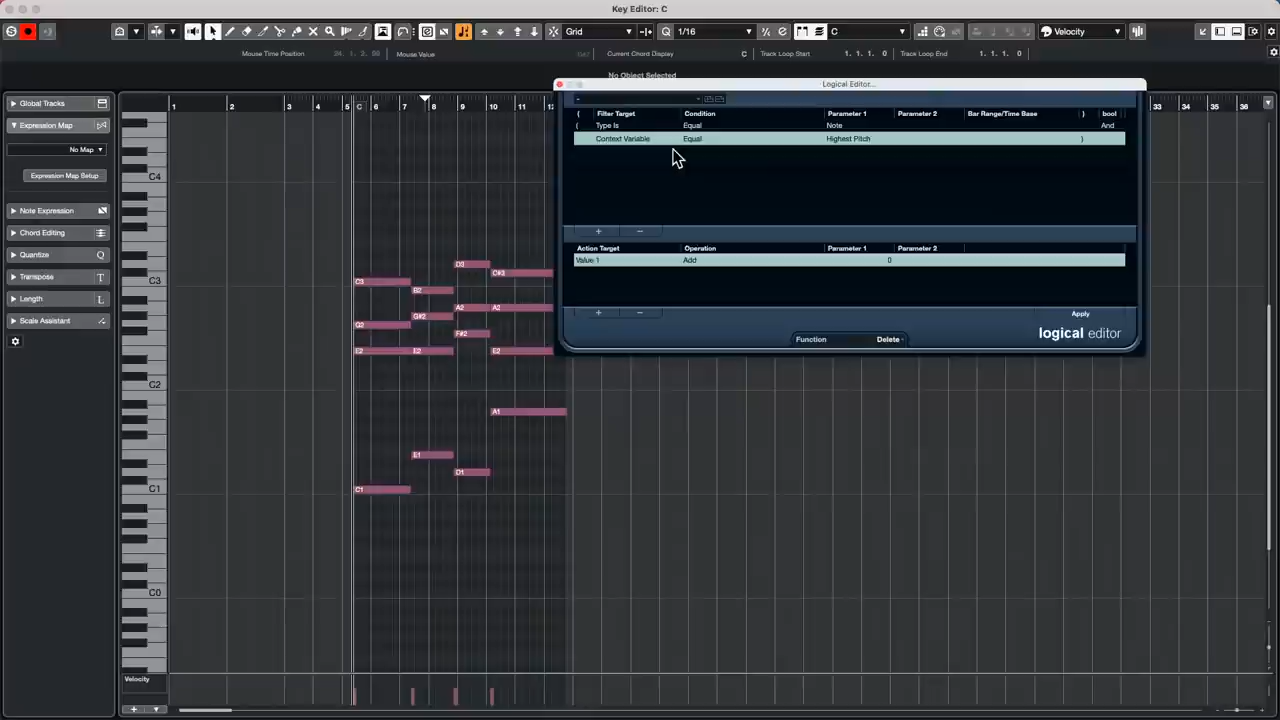 Key Editor: C
Grid
1/16
C
Velocity
Mouse Time Position
Mouse Value
Current Chord Display
C
Track Loop Start
1. 1. 1. 0
Track Loop End
1. 1. 1. 0
No Object Selected
Logical Editor...
Global Tracks
Expression Map
No Map
Expression Map Setup
Note Expression
Chord Editing
Quantize
Transpose
Length
Scale Assistant
1 2 3 4 5 C 6 7 8 9 10 11 33 34 35 36
( Filter Target Condition Parameter 1 Parameter 2 Bar Range/Time Base ) bool
( Type Is Equal Note And
Context Variable Equal Highest Pitch )
+ −
Action Target Operation Parameter 1 Parameter 2
Value 1 Add 0
+ −
Apply
logical editor
Function Delete
C4
C3
C2
C1
C0
D3
C#3
C3
B2
A2 A2
G#2
G2
F#2
E2 E2 E2
A1
E1
D1
C1
Velocity